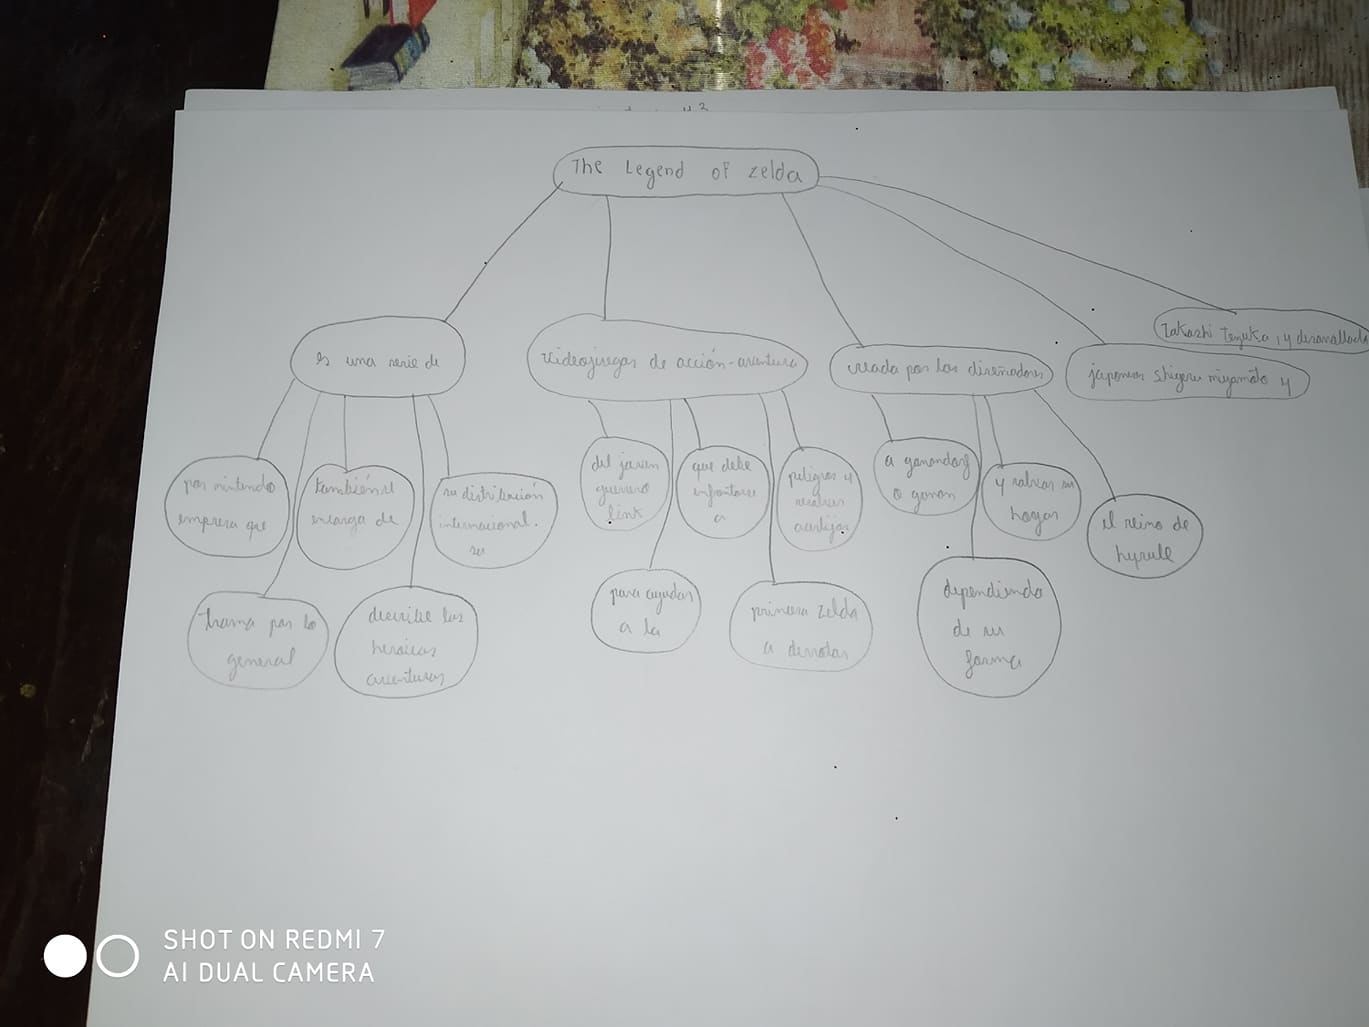 The Legend of Zelda
Es una serie de
videojuegos de acción-aventura
creada por los diseñadores
japoneses Shigeru miyamoto y
Takashi Tezuka, y desarrollada
por nintendo
empresa que
también se
encarga de
su distribución
internacional.
su
trama por lo
general
describe las
heroicas
aventuras
del joven
guerrero
link
que debe
enfrentarse
a
peligros y
resolver
acertijos
para ayudar
a la
princesa Zelda
a derrotar
a ganondorf
o ganon
dependiendo
de su
forma
y salvar su
hogar
el reino de
hyrule
SHOT ON REDMI 7
AI DUAL CAMERA